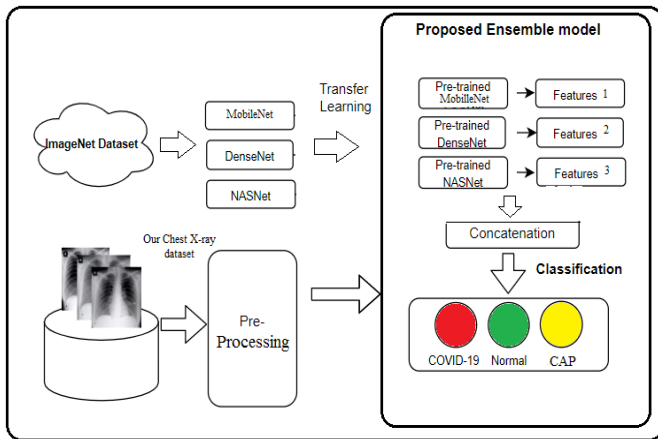 Proposed Ensemble model
Transfer
Learning
ImageNet Dataset
MobileNet
DenseNet
NASNet
Pre-trained
MobilleNet
Features 1
Pre-trained
DenseNet
Features 2
Pre-trained
NASNet
Features 3
Concatenation
Classification
Our Chest X-ray
dataset
Pre-
Processing
COVID-19 Normal CAP